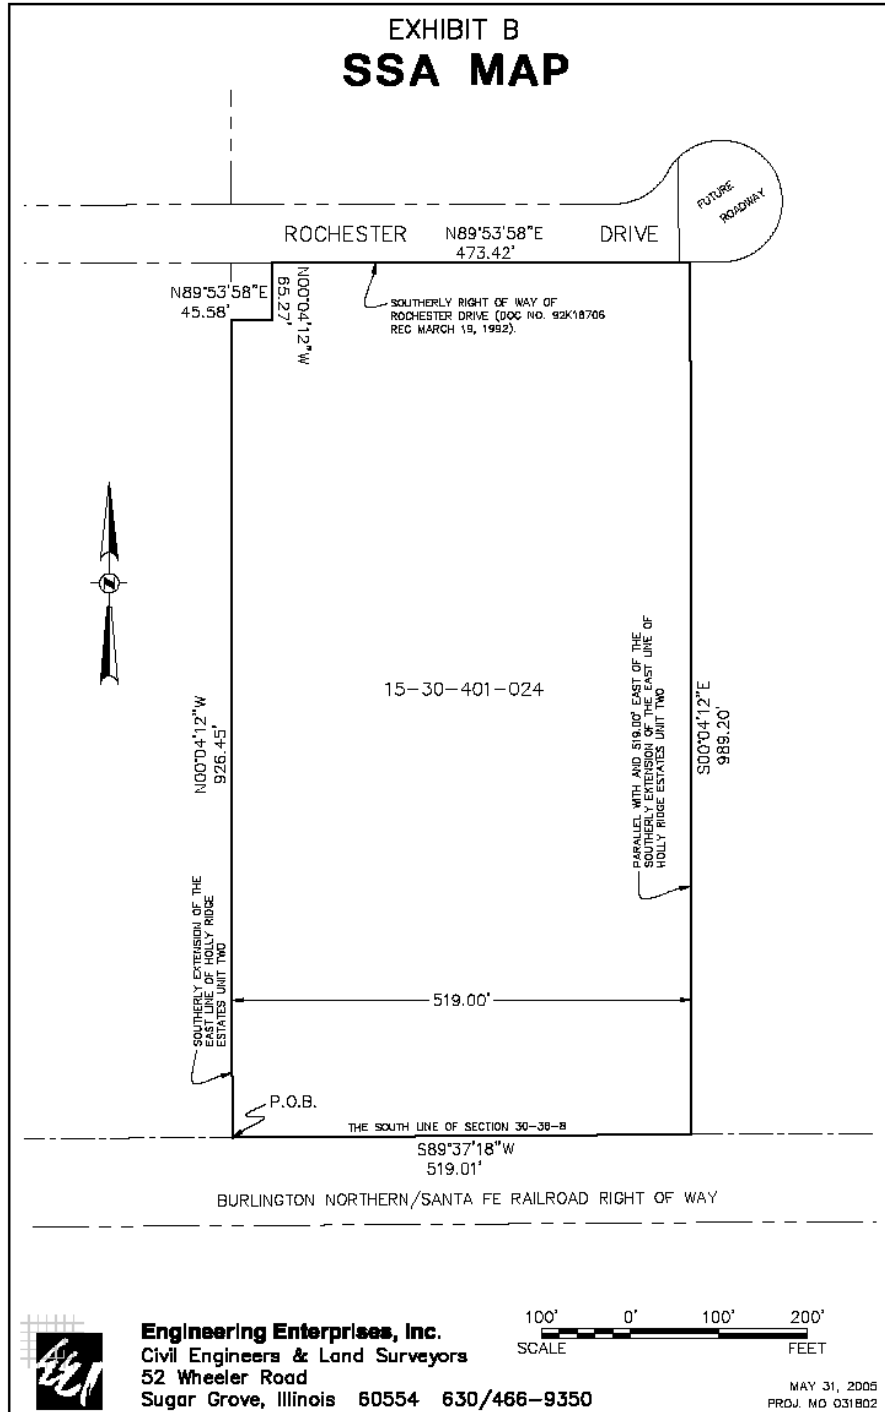 EXHIBIT B
SSA MAP
FUTURE
ROADWAY
ROCHESTER DRIVE
N89°53'58"E
473.42'
N89°53'58"E
45.58'
N00°04'12"W
65.27'
SOUTHERLY RIGHT OF WAY OF
ROCHESTER DRIVE (DOC NO. 92K18706
REC MARCH 19, 1992).
N
15-30-401-024
N00°04'12"W
926.45'
PARALLEL WITH AND 519.00' EAST OF THE
SOUTHERLY EXTENSION OF THE EAST LINE OF
HOLLY RIDGE ESTATES UNIT TWO
S00°04'12"E
989.20'
SOUTHERLY EXTENSION OF THE
EAST LINE OF HOLLY RIDGE
ESTATES UNIT TWO
519.00'
P.O.B.
THE SOUTH LINE OF SECTION 30-38-8
S89°37'18"W
519.01'
BURLINGTON NORTHERN/SANTA FE RAILROAD RIGHT OF WAY
EEI
Engineering Enterprises, Inc.
Civil Engineers & Land Surveyors
52 Wheeler Road
Sugar Grove, Illinois 60554 630/466-9350
100' 0' 100' 200'
SCALE FEET
MAY 31, 2005
PROJ. NO 031802